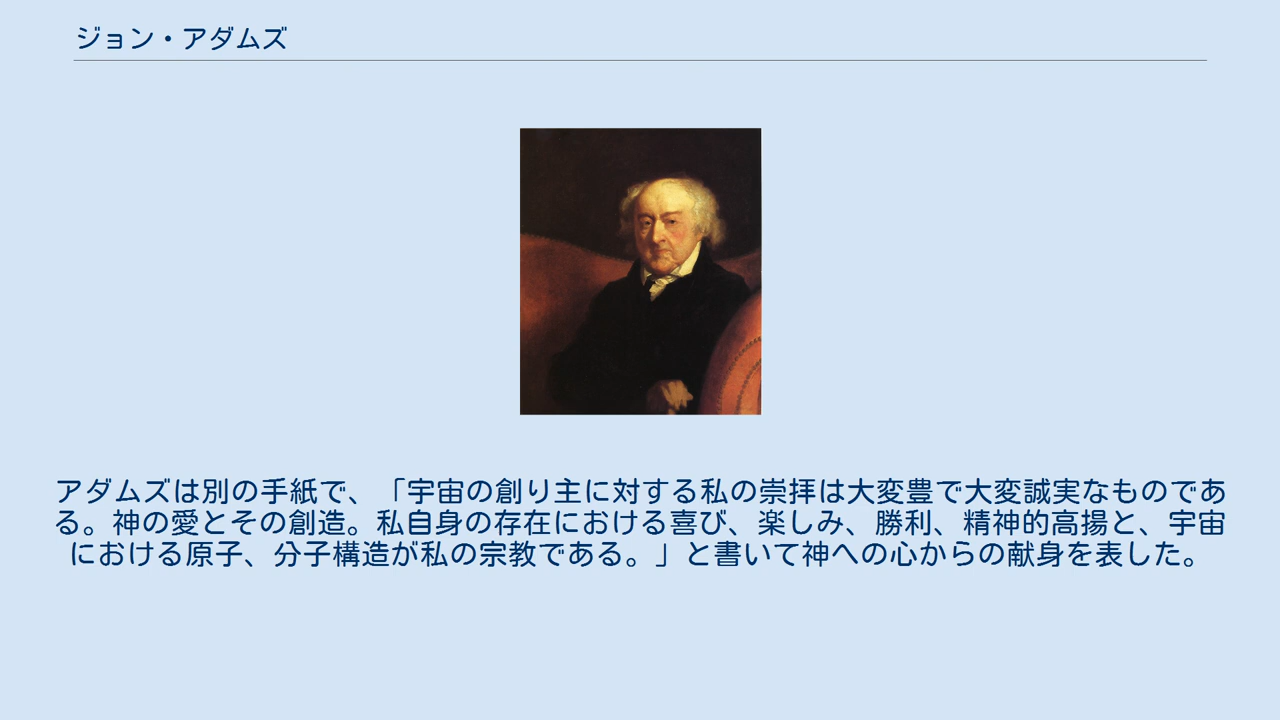 ジョン・アダムズ
アダムズは別の手紙で、「宇宙の創り主に対する私の崇拝は大変豊で大変誠実なものであ
る。神の愛とその創造。私自身の存在における喜び、楽しみ、勝利、精神的高揚と、宇宙
における原子、分子構造が私の宗教である。」と書いて神への心からの献身を表した。